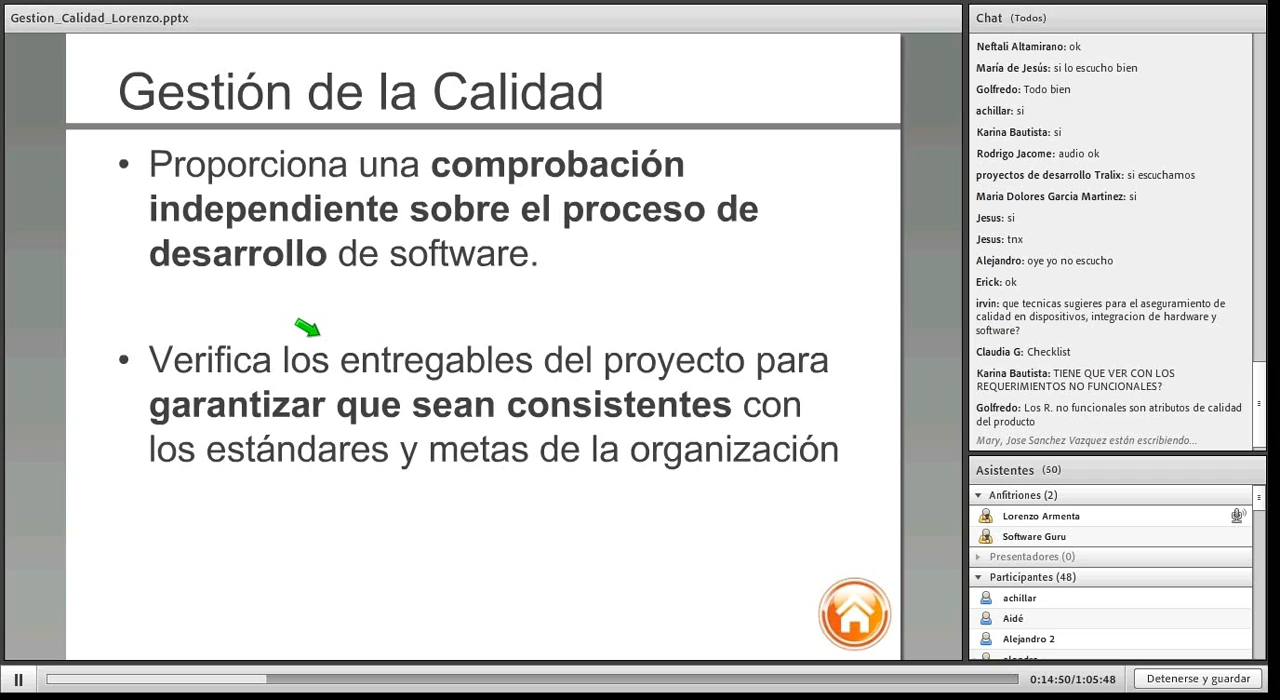 Gestion_Calidad_Lorenzo.pptx
Gestión de la Calidad
• Proporciona una comprobación
independiente sobre el proceso de
desarrollo de software.
• Verifica los entregables del proyecto para
garantizar que sean consistentes con
los estándares y metas de la organización
Chat (Todos)
Neftali Altamirano: ok
María de Jesús: si lo escucho bien
Golfredo: Todo bien
achillar: si
Karina Bautista: si
Rodrigo Jacome: audio ok
proyectos de desarrollo Tralix: si escuchamos
Maria Dolores Garcia Martinez: si
Jesus: si
Jesus: tnx
Alejandro: oye yo no escucho
Erick: ok
irvin: que tecnicas sugieres para el aseguramiento de
calidad en dispositivos, integracion de hardware y
software?
Claudia G: Checklist
Karina Bautista: TIENE QUE VER CON LOS
REQUERIMIENTOS NO FUNCIONALES?
Golfredo: Los R. no funcionales son atributos de calidad
del producto
Mary, Jose Sanchez Vazquez están escribiendo...
Asistentes (50)
Anfitriones (2)
Lorenzo Armenta
Software Guru
Presentadores (0)
Participantes (48)
achillar
Aidé
Alejandro 2
0:14:50/1:05:48
Detenerse y guardar